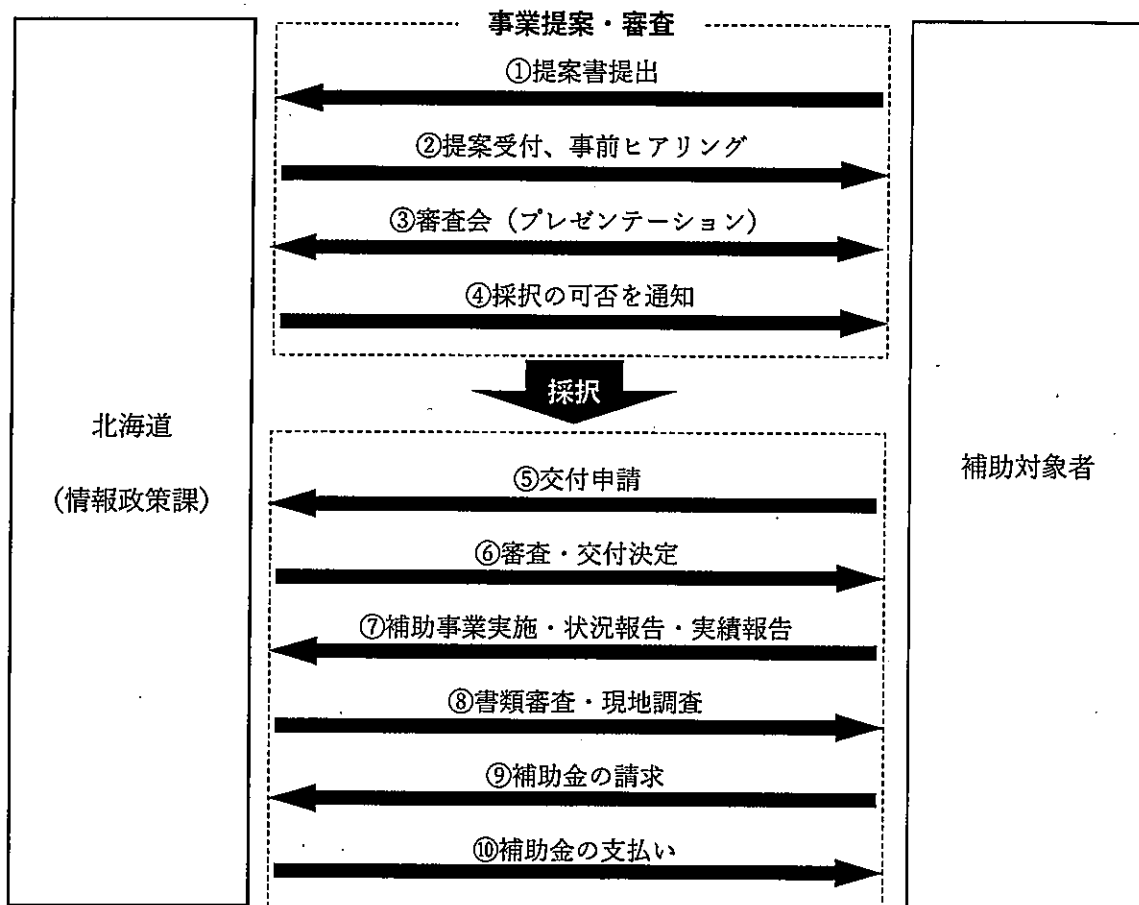 事業提案・審査
①提案書提出
②提案受付、事前ヒアリング
③審査会（プレゼンテーション）
④採択の可否を通知
採択
北海道
（情報政策課）
補助対象者
⑤交付申請
⑥審査・交付決定
⑦補助事業実施・状況報告・実績報告
⑧書類審査・現地調査
⑨補助金の請求
⑩補助金の支払い